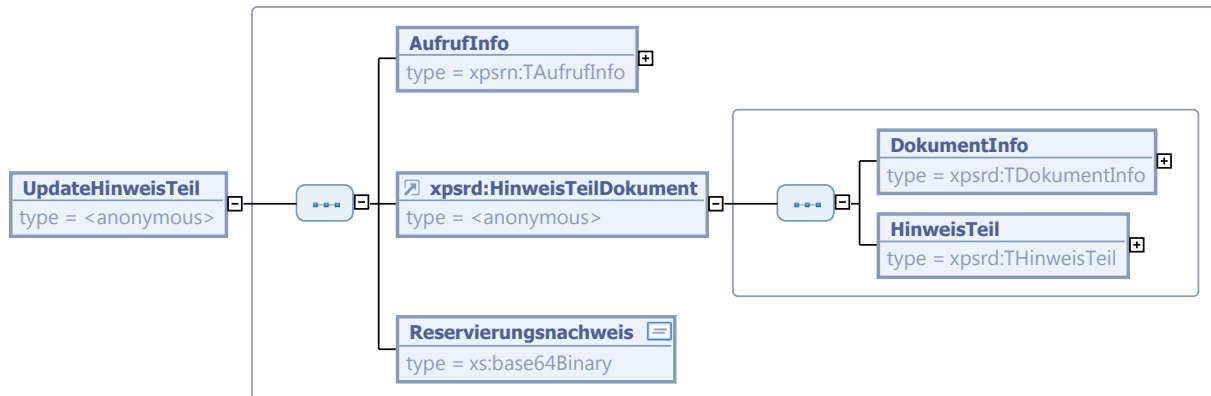 AufrufInfo
type = xpsrn:TAufrufInfo
UpdateHinweisTeil
type = <anonymous>
xpsrd:HinweisTeilDokument
type = <anonymous>
DokumentInfo
type = xpsrd:TDokumentInfo
HinweisTeil
type = xpsrd:THinweisTeil
Reservierungsnachweis
type = xs:base64Binary